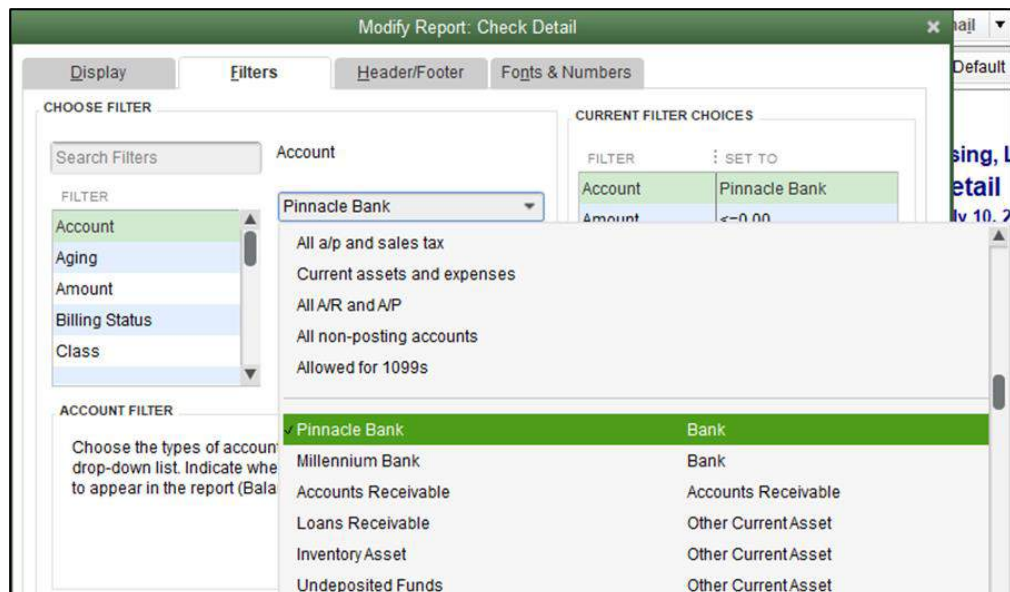 Modify Report: Check Detail
Display
Filters
Header/Footer
Fonts & Numbers
Default
CHOOSE FILTER
Search Filters
Account
FILTER
Pinnacle Bank
Account
Aging
Amount
Billing Status
Class
CURRENT FILTER CHOICES
FILTER SET TO
Account Pinnacle Bank
Amount <=0.00
All a/p and sales tax
Current assets and expenses
All A/R and A/P
All non-posting accounts
Allowed for 1099s
Pinnacle Bank Bank
Millennium Bank Bank
Accounts Receivable Accounts Receivable
Loans Receivable Other Current Asset
Inventory Asset Other Current Asset
Undeposited Funds Other Current Asset
ACCOUNT FILTER
Choose the types of accoun
drop-down list. Indicate whe
to appear in the report (Bala